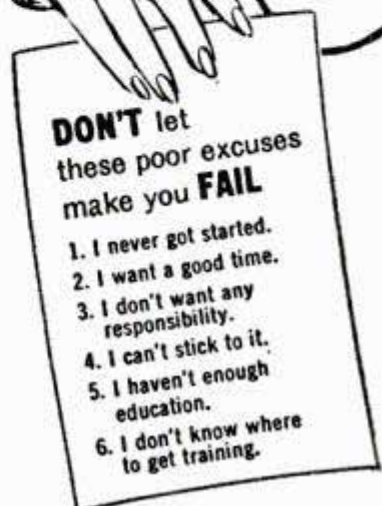 DON'T let
these poor excuses
make you FAIL
1. I never got started.
2. I want a good time.
3. I don't want any
responsibility.
4. I can't stick to it.
5. I haven't enough
education.
6. I don't know where
to get training.